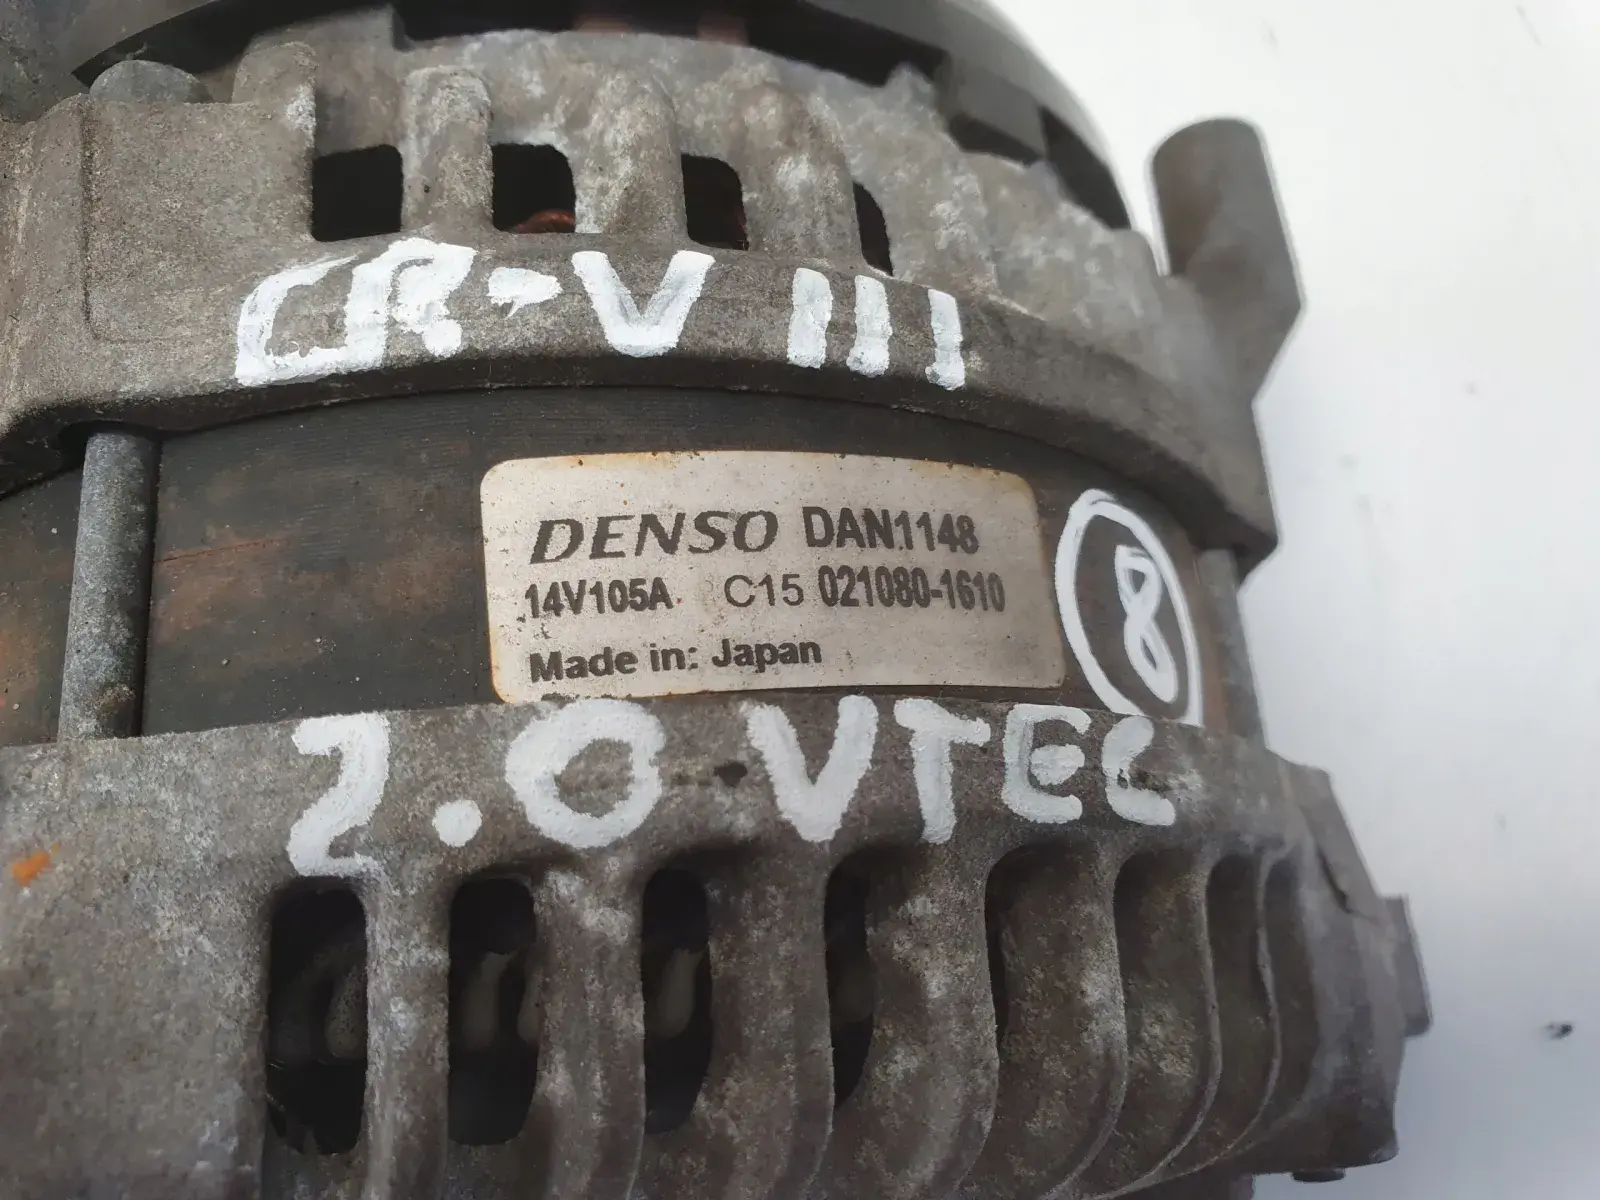 CR-V III
DENSO DAN1148
14V105A C15 021080-1610
Made in: Japan
8
2.0 VTEC